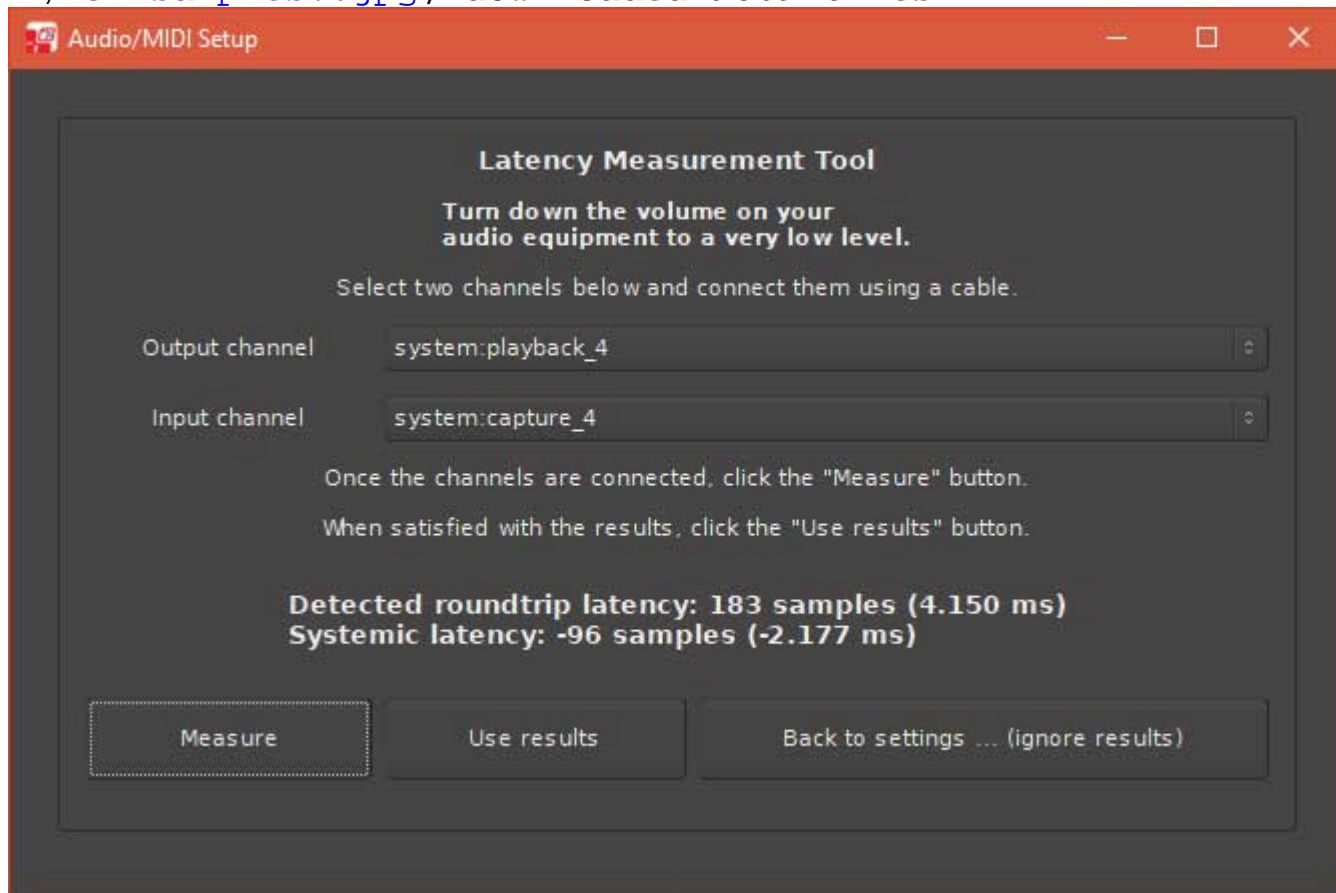 Audio/MIDI Setup
Latency Measurement Tool
Turn down the volume on your
audio equipment to a very low level.
Select two channels below and connect them using a cable.
Output channel system:playback_4
Input channel system:capture_4
Once the channels are connected, click the "Measure" button.
When satisfied with the results, click the "Use results" button.
Detected roundtrip latency: 183 samples (4.150 ms)
Systemic latency: -96 samples (-2.177 ms)
Measure Use results Back to settings ... (ignore results)